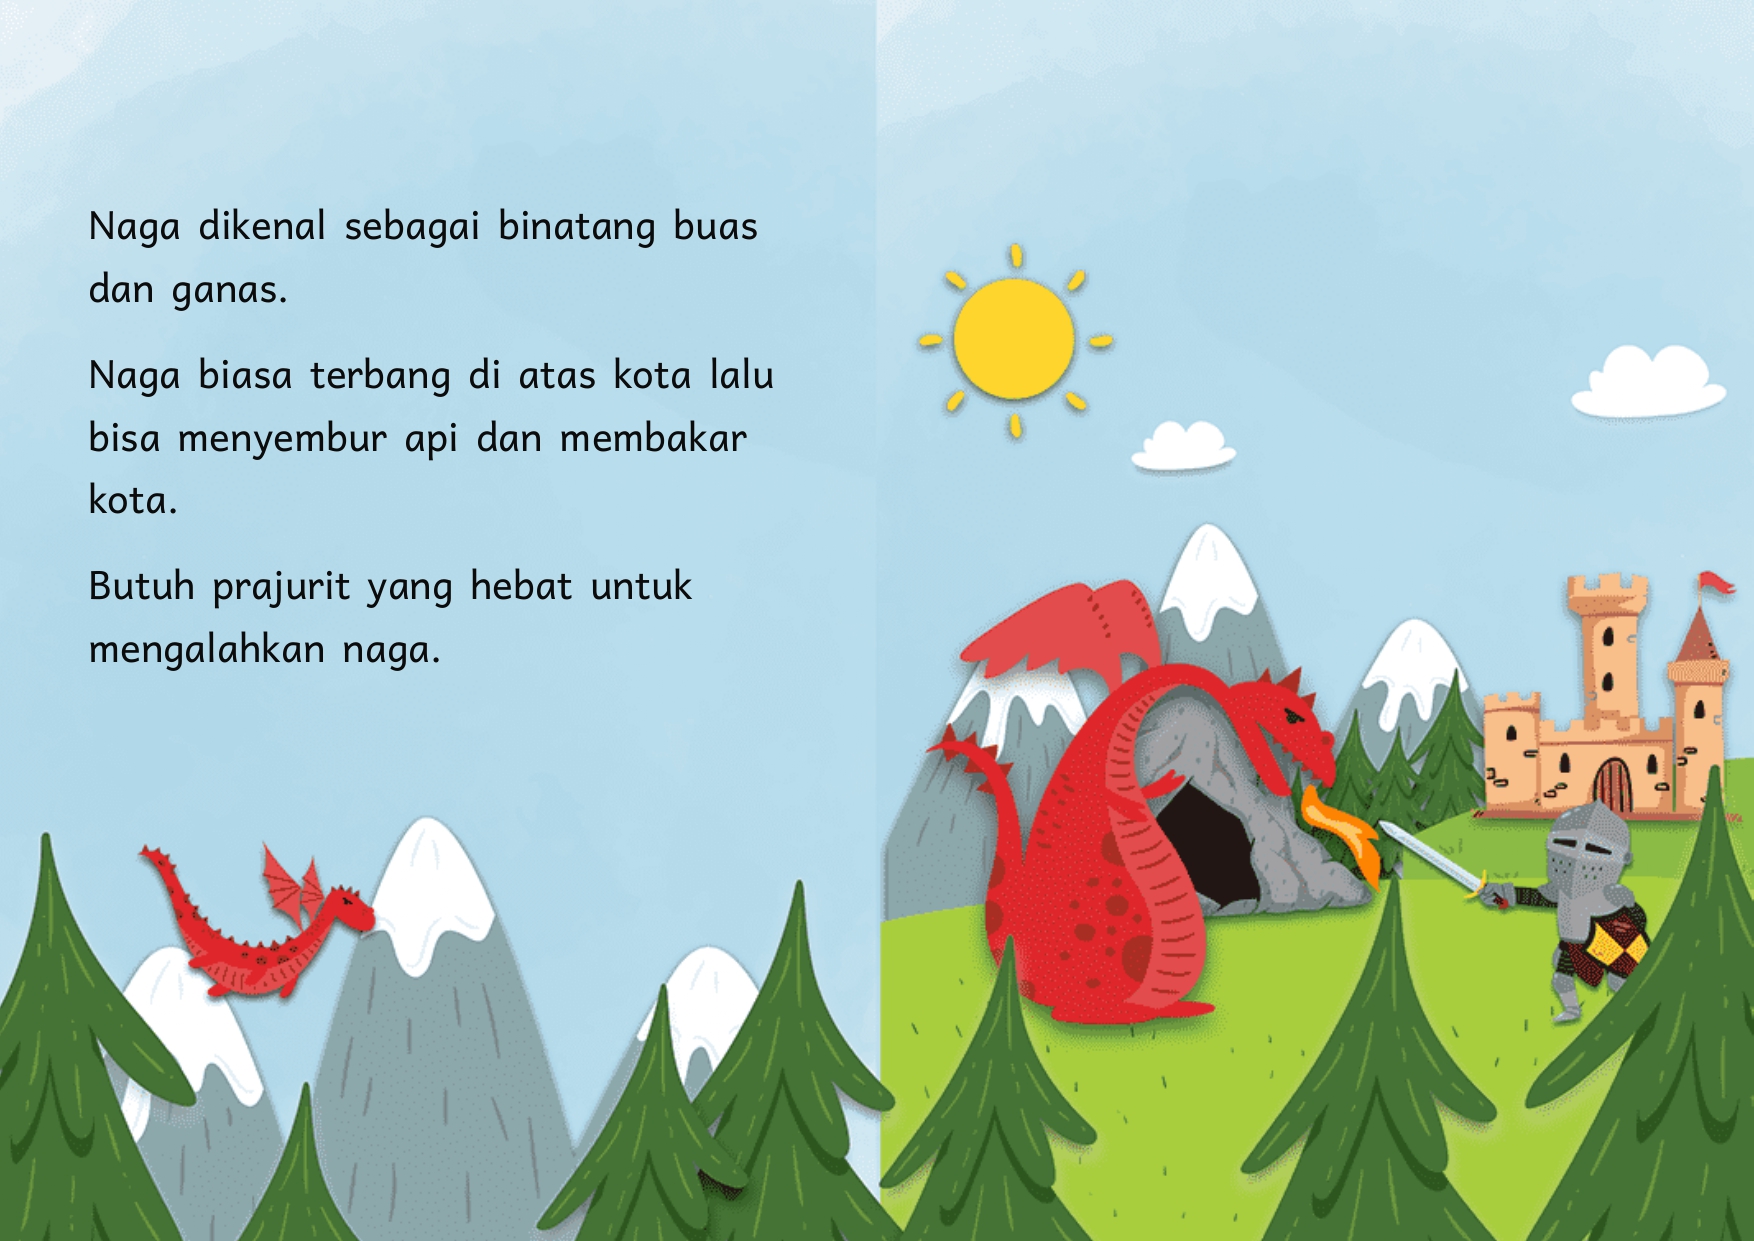 Naga dikenal sebagai binatang buas
dan ganas.
Naga biasa terbang di atas kota lalu
bisa menyembur api dan membakar
kota.
Butuh prajurit yang hebat untuk
mengalahkan naga.